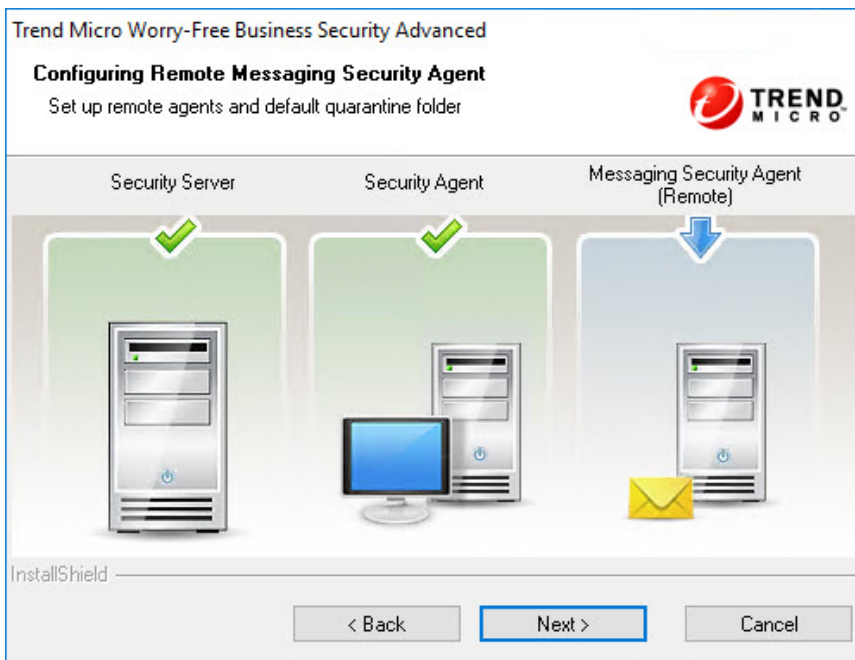 Trend Micro Worry-Free Business Security Advanced
Configuring Remote Messaging Security Agent
Set up remote agents and default quarantine folder
TREND
MICRO
Security Server
Security Agent
Messaging Security Agent
(Remote)
InstallShield
< Back
Next >
Cancel